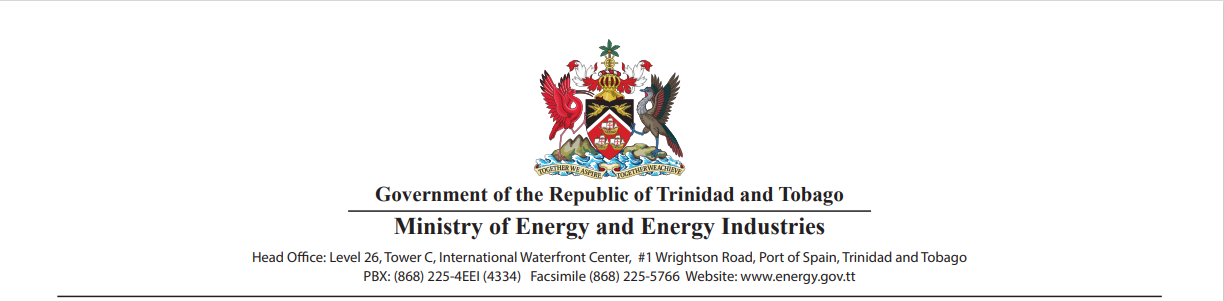 TOGETHER WE ASPIRE TOGETHER WE ACHIEVE
Government of the Republic of Trinidad and Tobago
Ministry of Energy and Energy Industries
Head Office: Level 26, Tower C, International Waterfront Center, #1 Wrightson Road, Port of Spain, Trinidad and Tobago
PBX: (868) 225-4EEI (4334) Facsimile (868) 225-5766 Website: www.energy.gov.tt